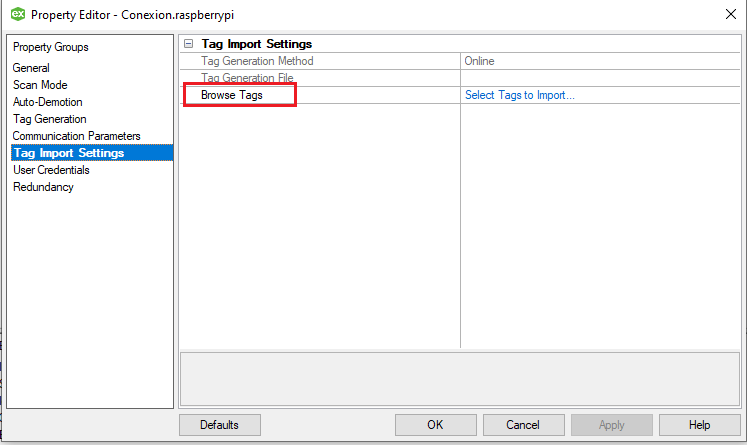 ex Property Editor - Conexion.raspberrypi
Property Groups
General
Scan Mode
Auto-Demotion
Tag Generation
Communication Parameters
Tag Import Settings
User Credentials
Redundancy
Tag Import Settings
Tag Generation Method Online
Tag Generation File
Browse Tags Select Tags to Import...
Defaults OK Cancel Apply Help